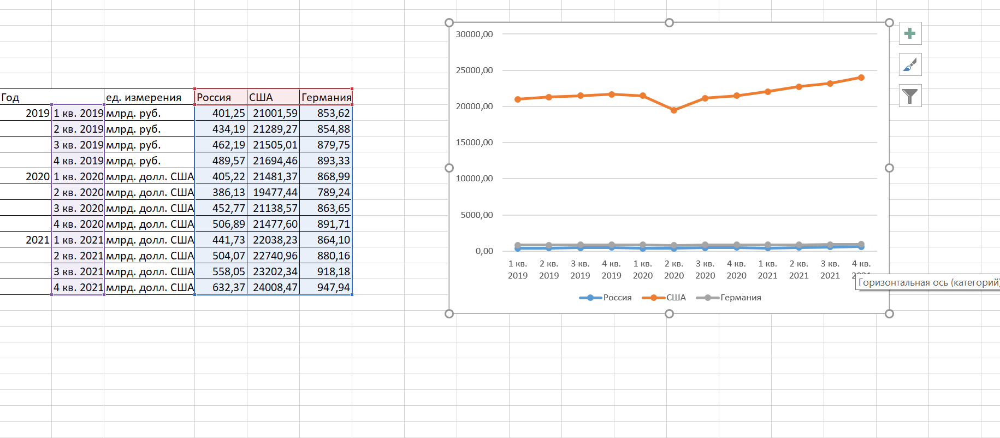 Год ед. измерения Россия США Германия
2019 1 кв. 2019 млрд. руб. 401,25 21001,59 853,62
2 кв. 2019 млрд. руб. 434,19 21289,27 854,88
3 кв. 2019 млрд. руб. 462,19 21505,01 879,75
4 кв. 2019 млрд. руб. 489,57 21694,46 893,33
2020 1 кв. 2020 млрд. долл. США 405,22 21481,37 868,99
2 кв. 2020 млрд. долл. США 386,13 19477,44 789,24
3 кв. 2020 млрд. долл. США 452,77 21138,57 863,65
4 кв. 2020 млрд. долл. США 506,89 21477,60 891,71
2021 1 кв. 2021 млрд. долл. США 441,73 22038,23 864,10
2 кв. 2021 млрд. долл. США 504,07 22740,96 880,16
3 кв. 2021 млрд. долл. США 558,05 23202,34 918,18
4 кв. 2021 млрд. долл. США 632,37 24008,47 947,94
30000,00
25000,00
20000,00
15000,00
10000,00
5000,00
0,00
1 кв. 2 кв. 3 кв. 4 кв. 1 кв. 2 кв. 3 кв. 4 кв. 1 кв. 2 кв. 3 кв. 4 кв.
2019 2019 2019 2019 2020 2020 2020 2020 2021 2021 2021 2021
Горизонтальная ось (категорий)
Россия США Германия